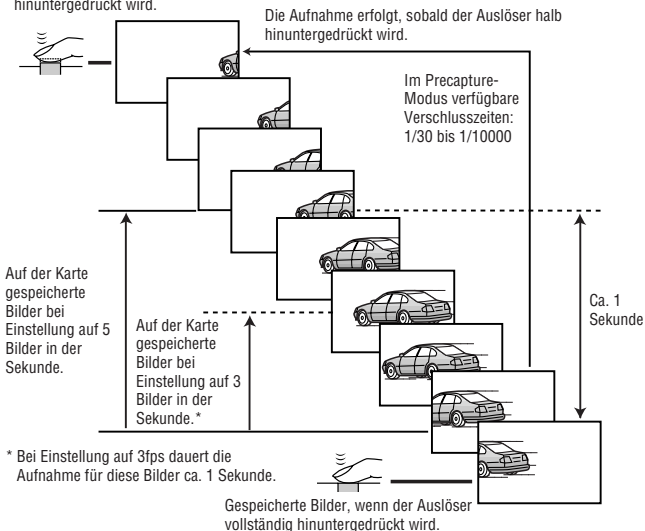 hinuntergedrückt wird.
Die Aufnahme erfolgt, sobald der Auslöser halb
hinuntergedrückt wird.
Im Precapture-
Modus verfügbare
Verschlusszeiten:
1/30 bis 1/10000
Auf der Karte
gespeicherte
Bilder bei
Einstellung auf 5
Bilder in der
Sekunde.
Auf der Karte
gespeicherte
Bilder bei
Einstellung auf 3
Bilder in der
Sekunde.*
Ca. 1
Sekunde
* Bei Einstellung auf 3fps dauert die
Aufnahme für diese Bilder ca. 1 Sekunde.
Gespeicherte Bilder, wenn der Auslöser
vollständig hinuntergedrückt wird.